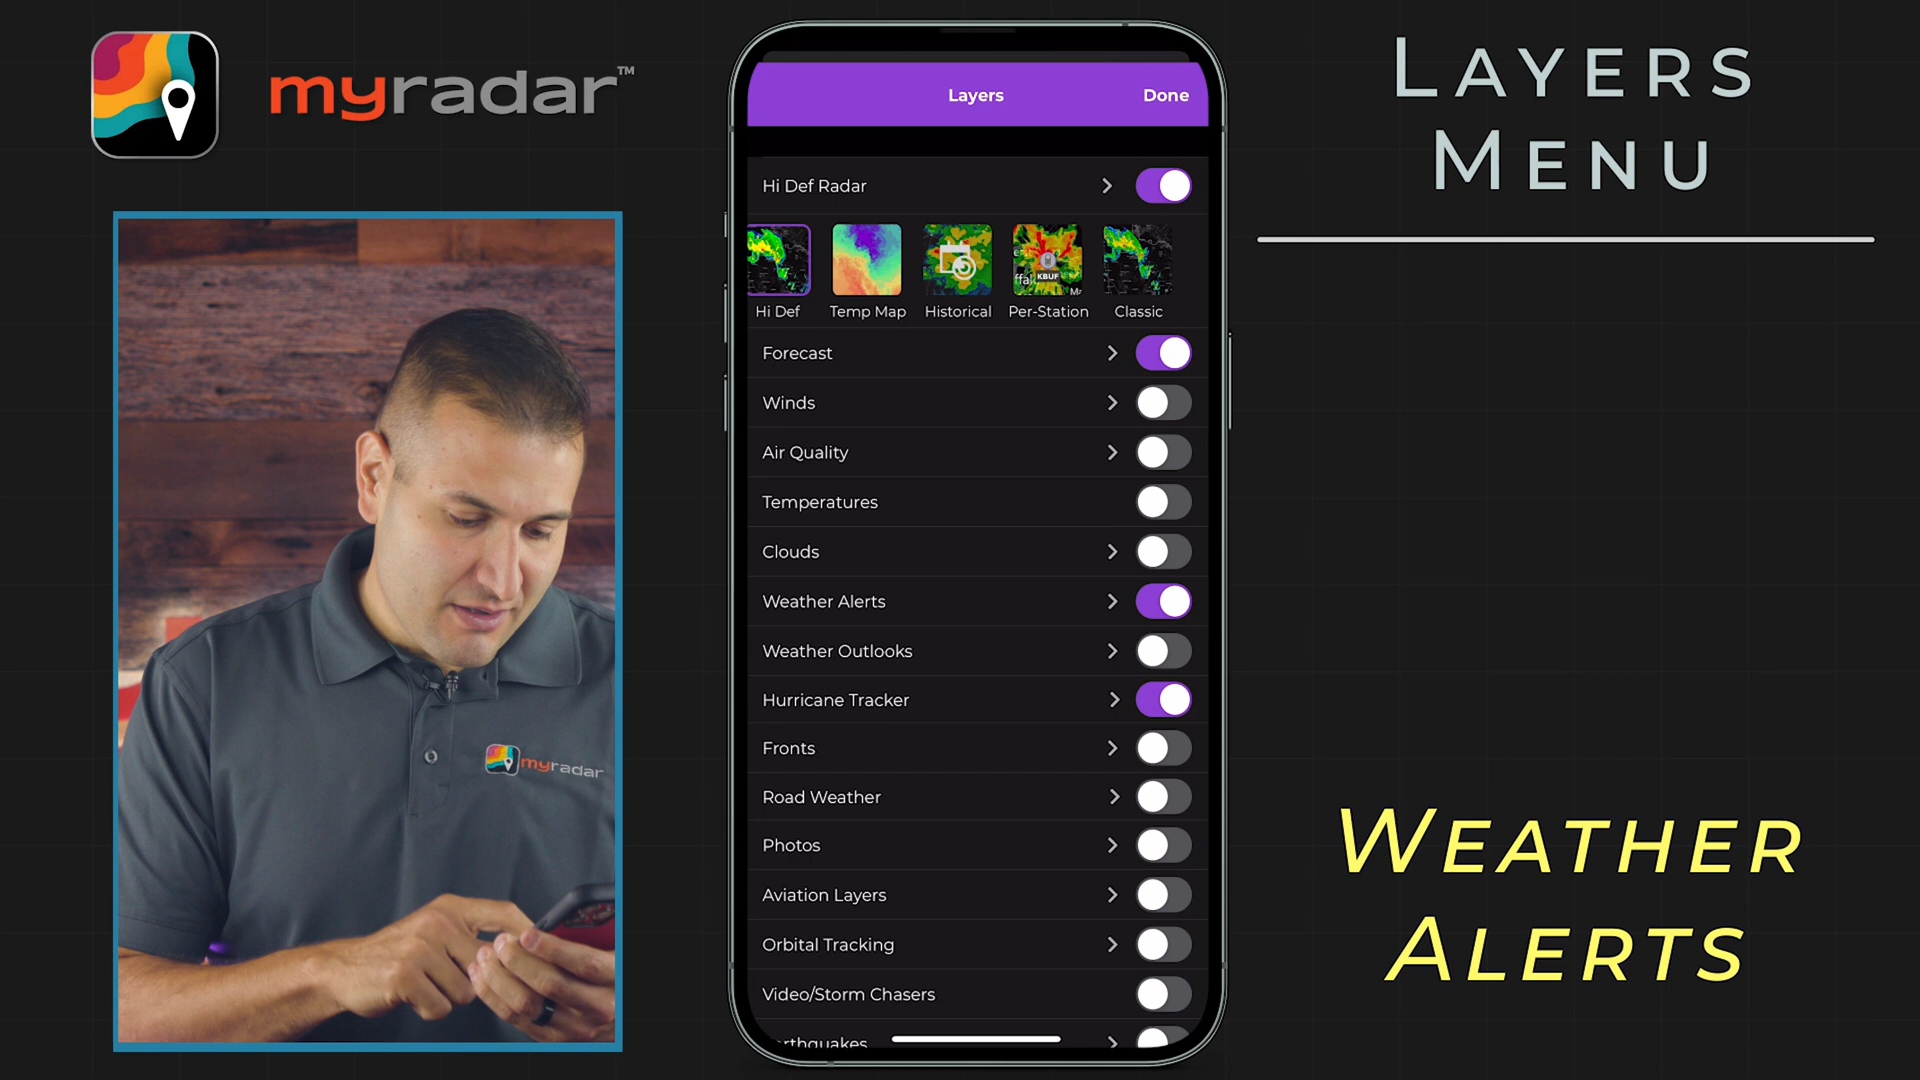 myradar™
Layers
Done
Hi Def Radar
KBUF
Hi Def
Temp Map
Historical
Per-Station
Classic
Forecast
Winds
Air Quality
Temperatures
Clouds
Weather Alerts
Weather Outlooks
Hurricane Tracker
Fronts
Road Weather
Photos
Aviation Layers
Orbital Tracking
Video/Storm Chasers
rthquakes
LAYERS
MENU
WEATHER
ALERTS
myradar